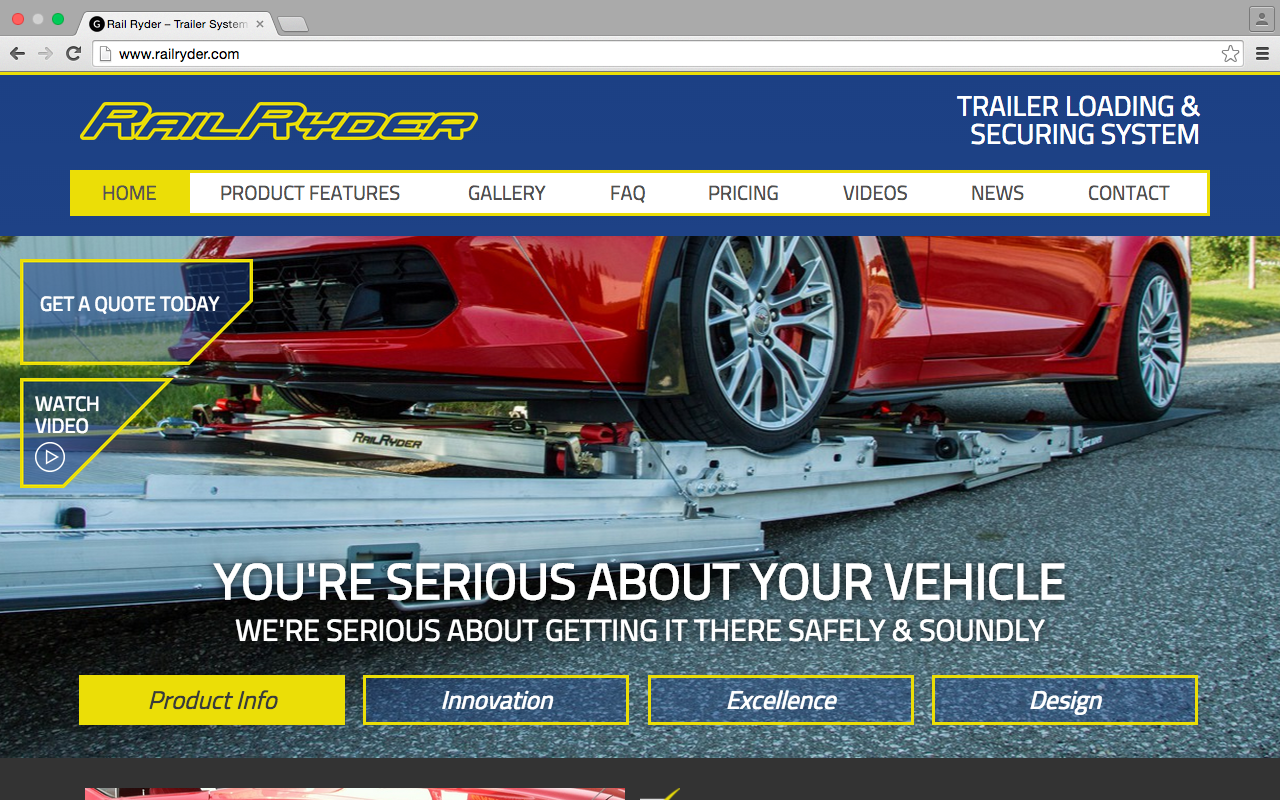 Rail Ryder – Trailer System
www.railryder.com
RAILRYDER
TRAILER LOADING &
SECURING SYSTEM
HOME PRODUCT FEATURES GALLERY FAQ PRICING VIDEOS NEWS CONTACT
GET A QUOTE TODAY
WATCH
VIDEO
RAILRYDER
YOU'RE SERIOUS ABOUT YOUR VEHICLE
WE'RE SERIOUS ABOUT GETTING IT THERE SAFELY & SOUNDLY
Product Info Innovation Excellence Design